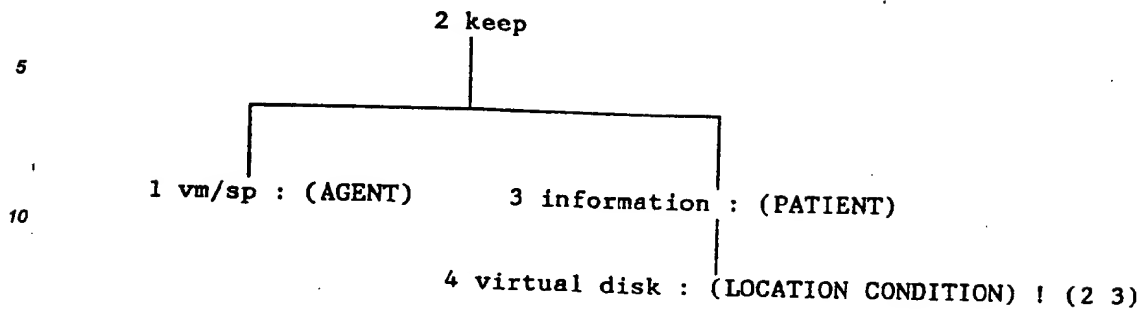 2 keep
5
1 vm/sp : (AGENT) 3 information : (PATIENT)
10
4 virtual disk : (LOCATION CONDITION) ! (2 3)